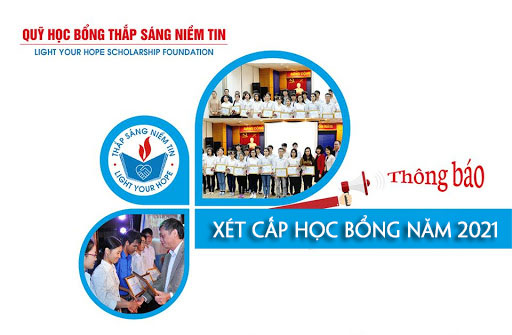 QUỸ HỌC BỔNG THẮP SÁNG NIỀM TIN
LIGHT YOUR HOPE SCHOLARSHIP FOUNDATION
THẮP SÁNG NIỀM TIN
LIGHT YOUR HOPE
Thông báo
XÉT CẤP HỌC BỔNG NĂM 2021